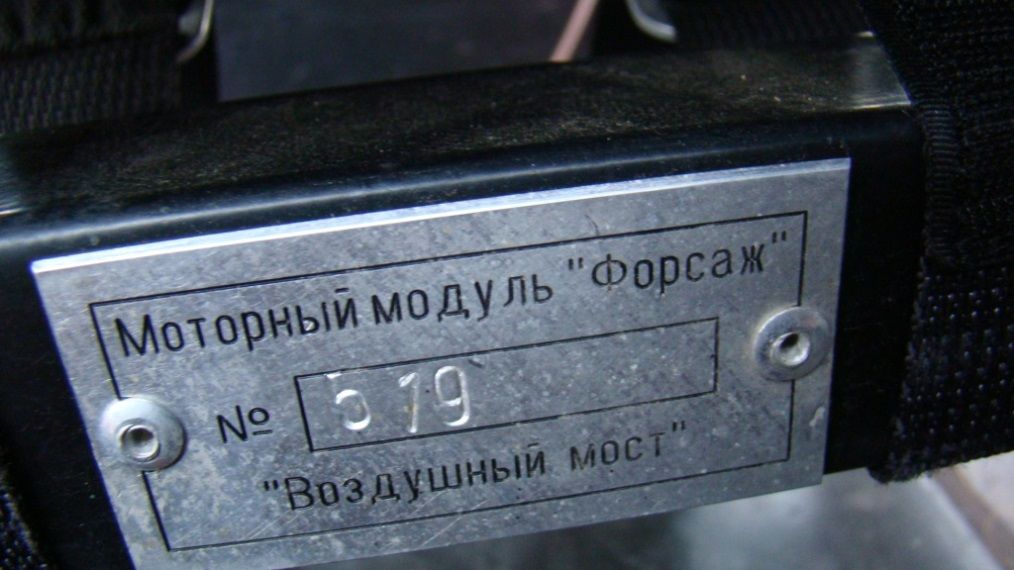 Моторный модуль "Форсаж"
№ 519
"Воздушный мост"